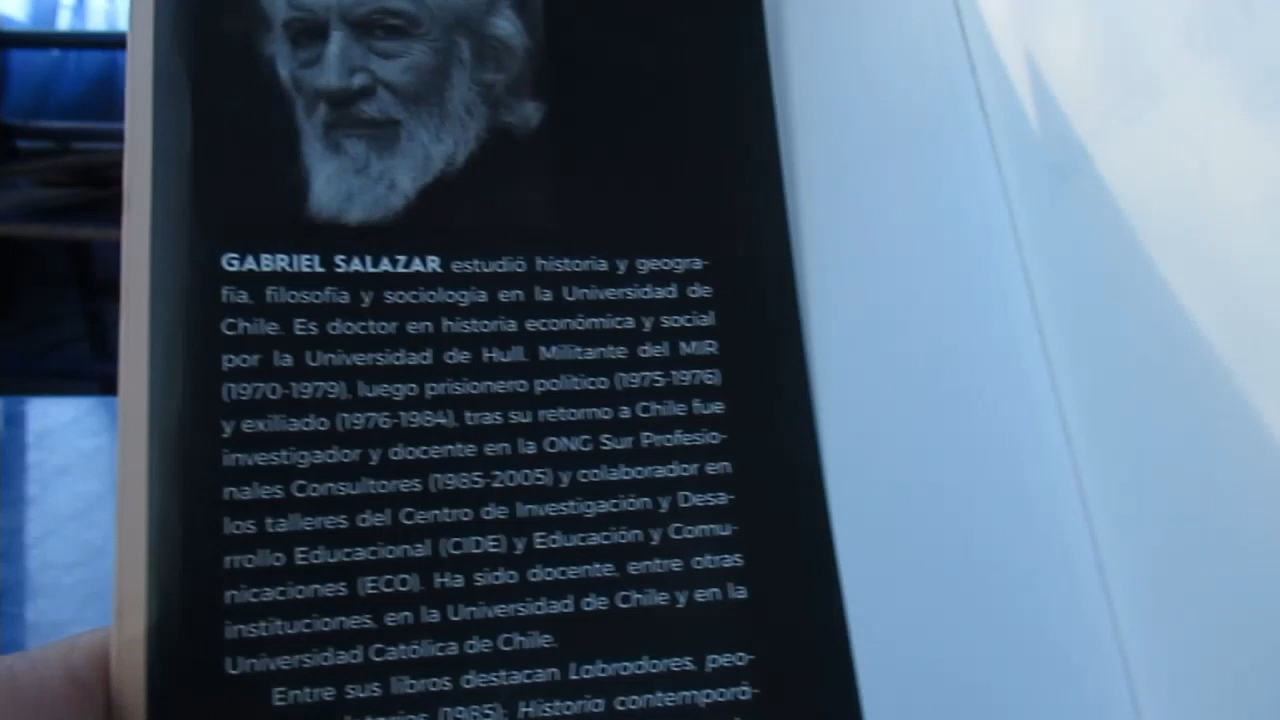 GABRIEL SALAZAR estudió historia y geogra-
fía, filosofía y sociología en la Universidad de
Chile. Es doctor en historia económica y social
por la Universidad de Hull. Militante del MIR
(1970-1979), luego prisionero político (1975-1976)
y exiliado (1976-1984), tras su retorno a Chile fue
investigador y docente en la ONG Sur Profesio-
nales Consultores (1985-2005) y colaborador en
los talleres del Centro de Investigación y Desa-
rrollo Educacional (CIDE) y Educación y Comu-
nicaciones (ECO). Ha sido docente, entre otras
instituciones, en la Universidad de Chile y en la
Universidad Católica de Chile.
Entre sus libros destacan Labradores, peo-
(1985); Historia contemporá-